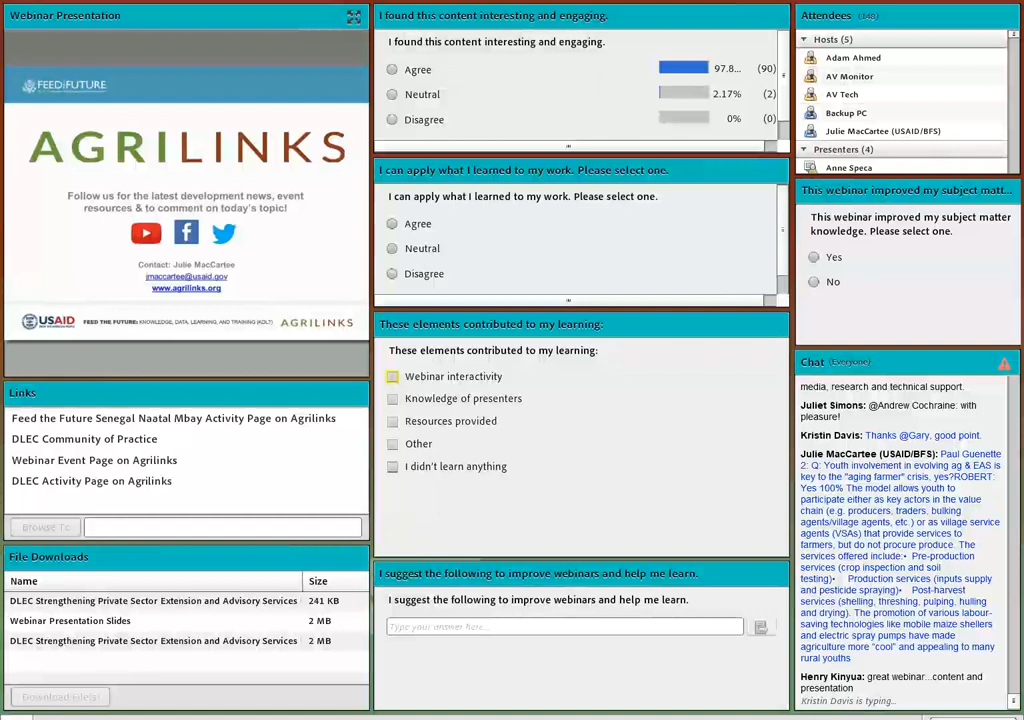 Webinar Presentation
FEED FUTURE
AGRILINKS
Follow us for the latest development news, event
resources & to comment on today's topic!
Contact: Julie MacCartee
jmaccartee@usaid.gov
www.agrilinks.org
USAID
FEED THE FUTURE: KNOWLEDGE, DATA, LEARNING, AND TRAINING (KDLT)
AGRILINKS
Links
Feed the Future Senegal Naatal Mbay Activity Page on Agrilinks
DLEC Community of Practice
Webinar Event Page on Agrilinks
DLEC Activity Page on Agrilinks
Browse To
File Downloads
Name Size
DLEC Strengthening Private Sector Extension and Advisory Services 241 KB
Webinar Presentation Slides 2 MB
DLEC Strengthening Private Sector Extension and Advisory Services 2 MB
Download File(s)
I found this content interesting and engaging.
I found this content interesting and engaging.
Agree 97.8... (90)
Neutral 2.17% (2)
Disagree 0% (0)
I can apply what I learned to my work. Please select one.
I can apply what I learned to my work. Please select one.
Agree
Neutral
Disagree
These elements contributed to my learning:
These elements contributed to my learning:
Webinar interactivity
Knowledge of presenters
Resources provided
Other
I didn't learn anything
I suggest the following to improve webinars and help me learn.
I suggest the following to improve webinars and help me learn.
Type your answer here...
Attendees (148)
Hosts (5)
Adam Ahmed
AV Monitor
AV Tech
Backup PC
Julie MacCartee (USAID/BFS)
Presenters (4)
Anne Speca
This webinar improved my subject matt...
This webinar improved my subject matter
knowledge. Please select one.
Yes
No
Chat (Everyone)
media, research and technical support.
Juliet Simons: @Andrew Cochraine: with
pleasure!
Kristin Davis: Thanks @Gary, good point.
Julie MacCartee (USAID/BFS): Paul Guenette
2: Q: Youth involvement in evolving ag & EAS is
key to the "aging farmer" crisis, yes?ROBERT:
Yes 100% The model allows youth to
participate either as key actors in the value
chain (e.g. producers, traders, bulking
agents/village agents, etc ) or as village service
agents (VSAs) that provide services to
farmers, but do not procure produce. The
services offered include:• Pre-production
services (crop inspection and soil
testing)• Production services (inputs supply
and pesticide spraying)• Post-harvest
services (shelling, threshing, pulping, hulling
and drying). The promotion of various labour-
saving technologies like mobile maize shellers
and electric spray pumps have made
agriculture more "cool" and appealing to many
rural youths
Henry Kinyua: great webinar...content and
presentation
Kristin Davis is typing...